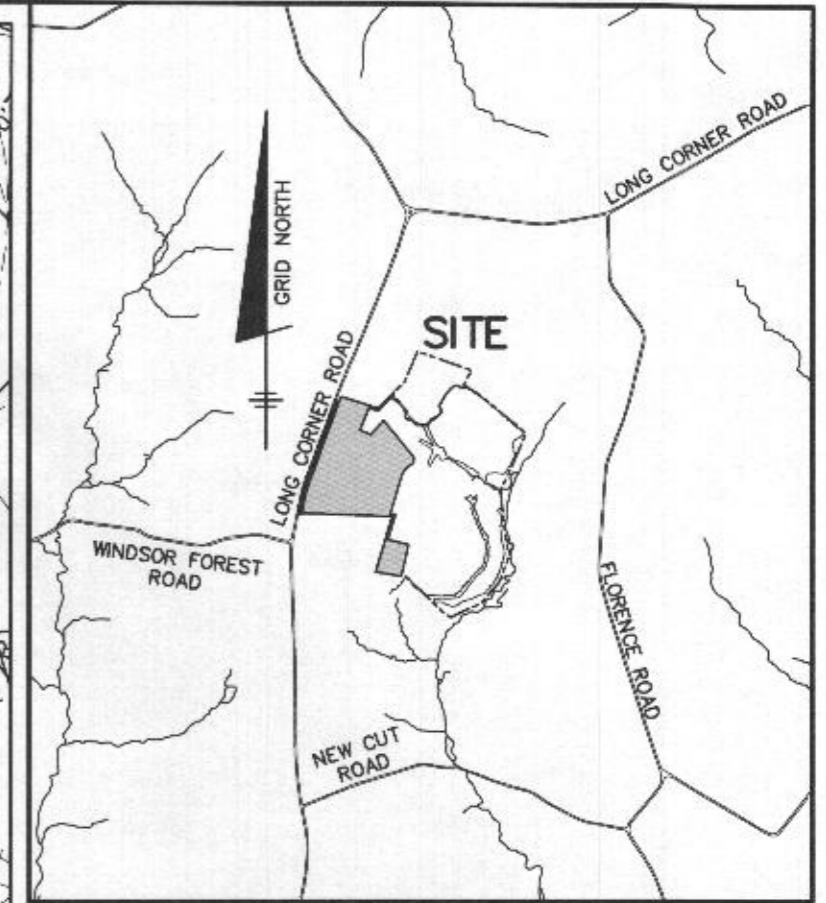 LONG CORNER ROAD
GRID NORTH
SITE
LONG CORNER ROAD
WINDSOR FOREST
ROAD
FLORENCE ROAD
NEW CUT
ROAD